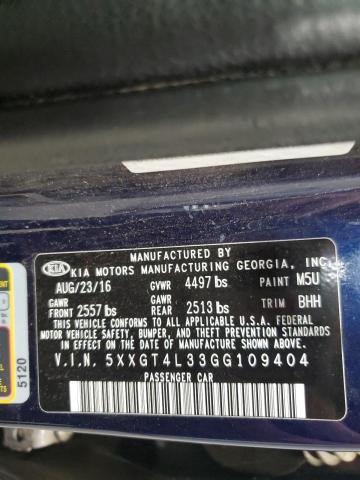 MANUFACTURED BY
KIA KIA MOTORS MANUFACTURING GEORGIA, INC.
AUG/23/16 GVWR 4497 lbs PAINT M5U
GAWR FRONT 2557 lbs GAWR REAR 2513 lbs TRIM BHH
THIS VEHICLE CONFORMS TO ALL APPLICABLE U.S.A. FEDERAL
MOTOR VEHICLE SAFETY, BUMPER, AND THEFT PREVENTION
STANDARDS IN EFFECT ON THE DATE OF MANUFACTURE SHOWN ABOVE.
V.I.N. 5XXGT4L33GG109404
PASSENGER CAR
5120